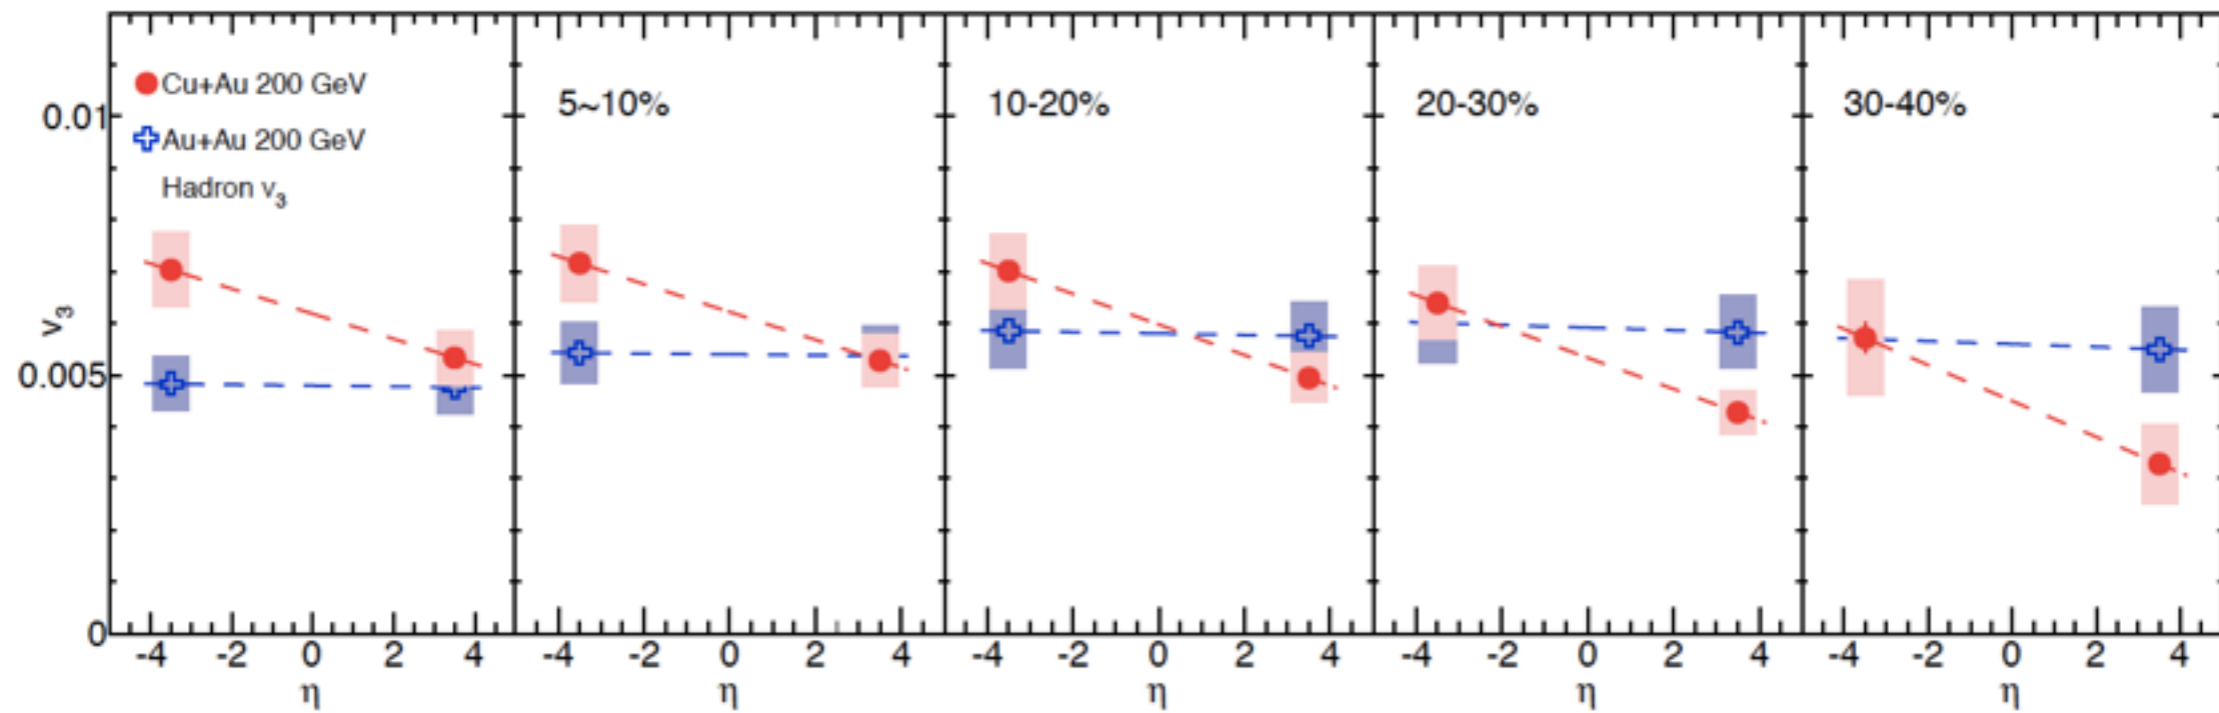 Cu+Au 200 GeV
Au+Au 200 GeV
Hadron v3
5~10%
10-20%
20-30%
30-40%
0.01
0.005
0
v3
-4 -2 0 2 4
-4 -2 0 2 4
-4 -2 0 2 4
-4 -2 0 2 4
-4 -2 0 2 4
η
η
η
η
η